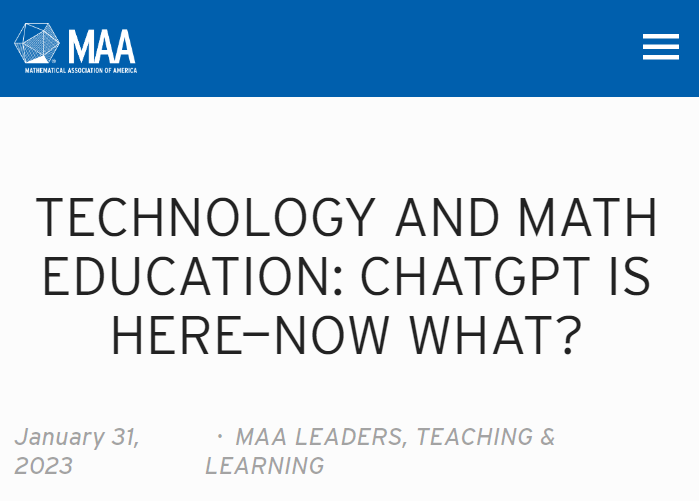 MAA
MATHEMATICAL ASSOCIATION OF AMERICA
TECHNOLOGY AND MATH
EDUCATION: CHATGPT IS
HERE—NOW WHAT?
January 31,
2023
· MAA LEADERS, TEACHING &
LEARNING